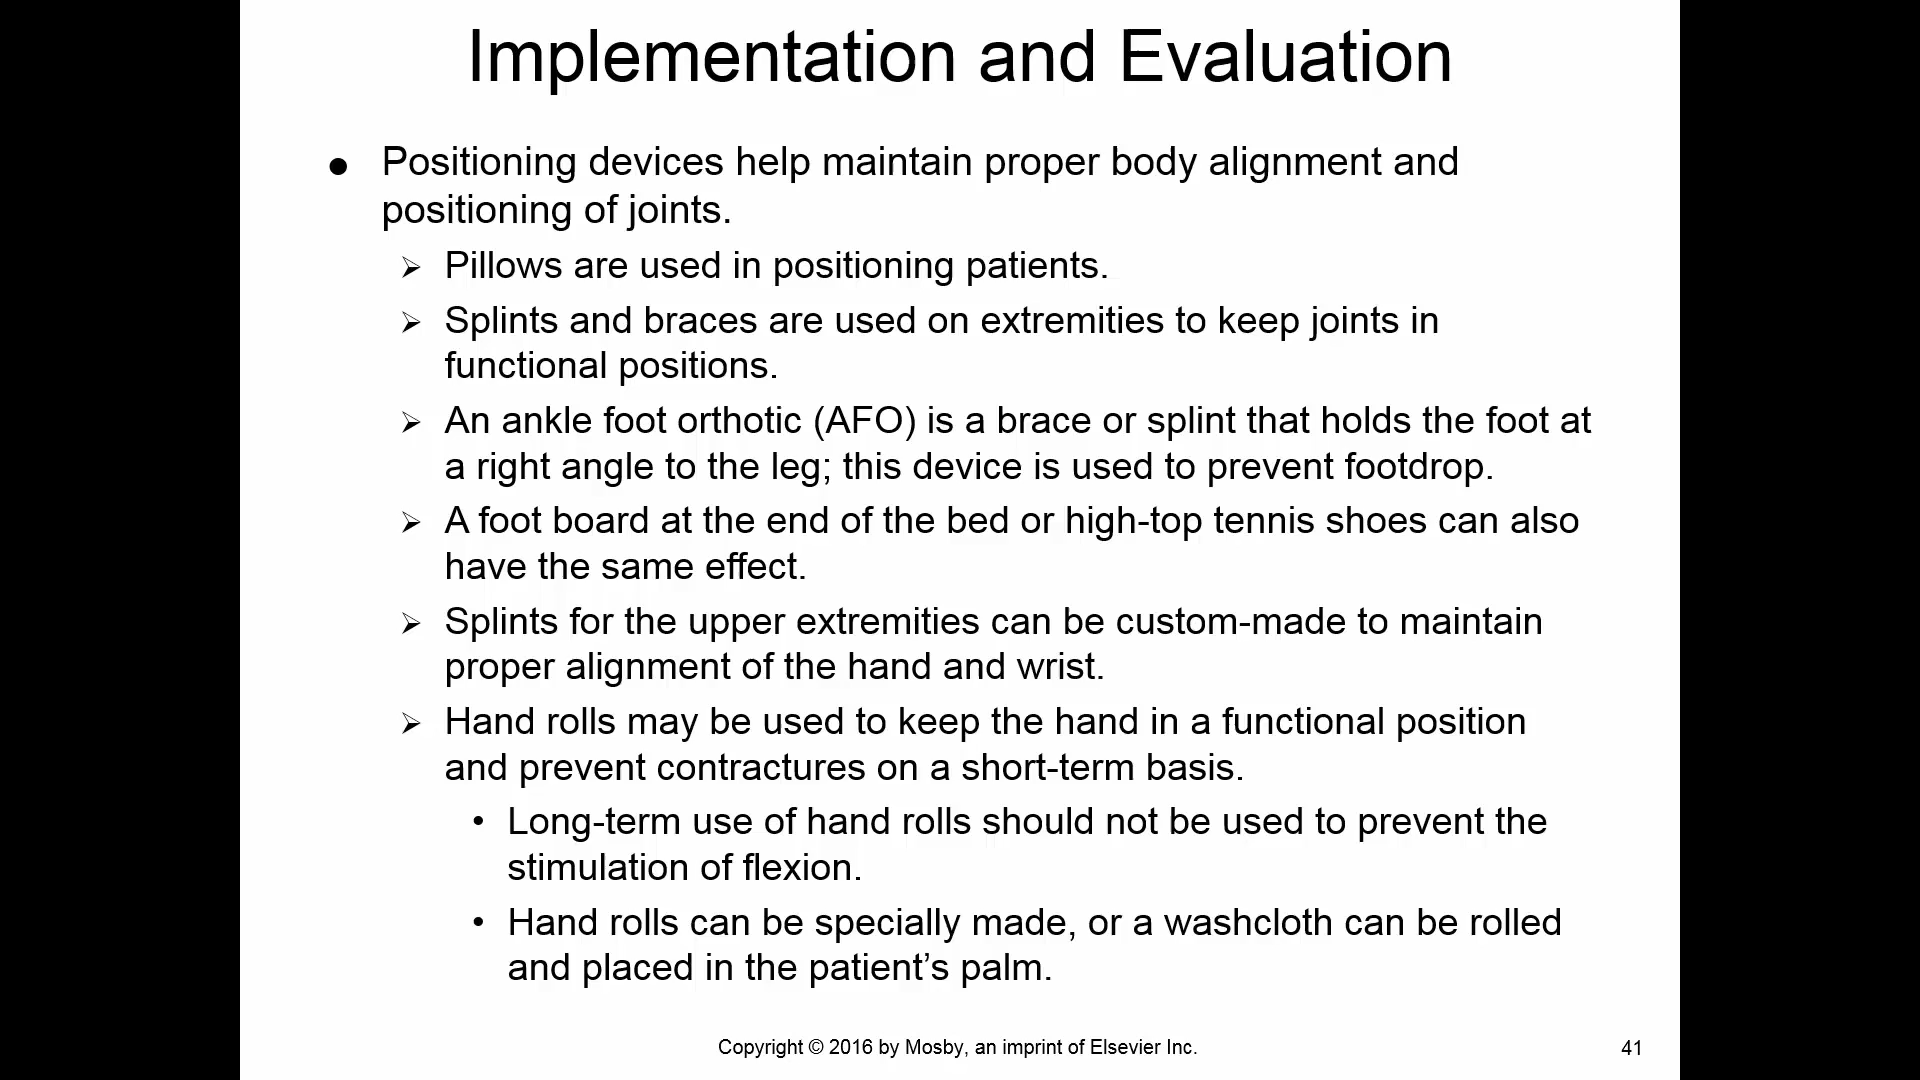 Implementation and Evaluation
● Positioning devices help maintain proper body alignment and
positioning of joints.
➢ Pillows are used in positioning patients.
➢ Splints and braces are used on extremities to keep joints in
functional positions.
➢ An ankle foot orthotic (AFO) is a brace or splint that holds the foot at
a right angle to the leg; this device is used to prevent footdrop.
➢ A foot board at the end of the bed or high-top tennis shoes can also
have the same effect.
➢ Splints for the upper extremities can be custom-made to maintain
proper alignment of the hand and wrist.
➢ Hand rolls may be used to keep the hand in a functional position
and prevent contractures on a short-term basis.
• Long-term use of hand rolls should not be used to prevent the
stimulation of flexion.
• Hand rolls can be specially made, or a washcloth can be rolled
and placed in the patient’s palm.
Copyright © 2016 by Mosby, an imprint of Elsevier Inc.
41